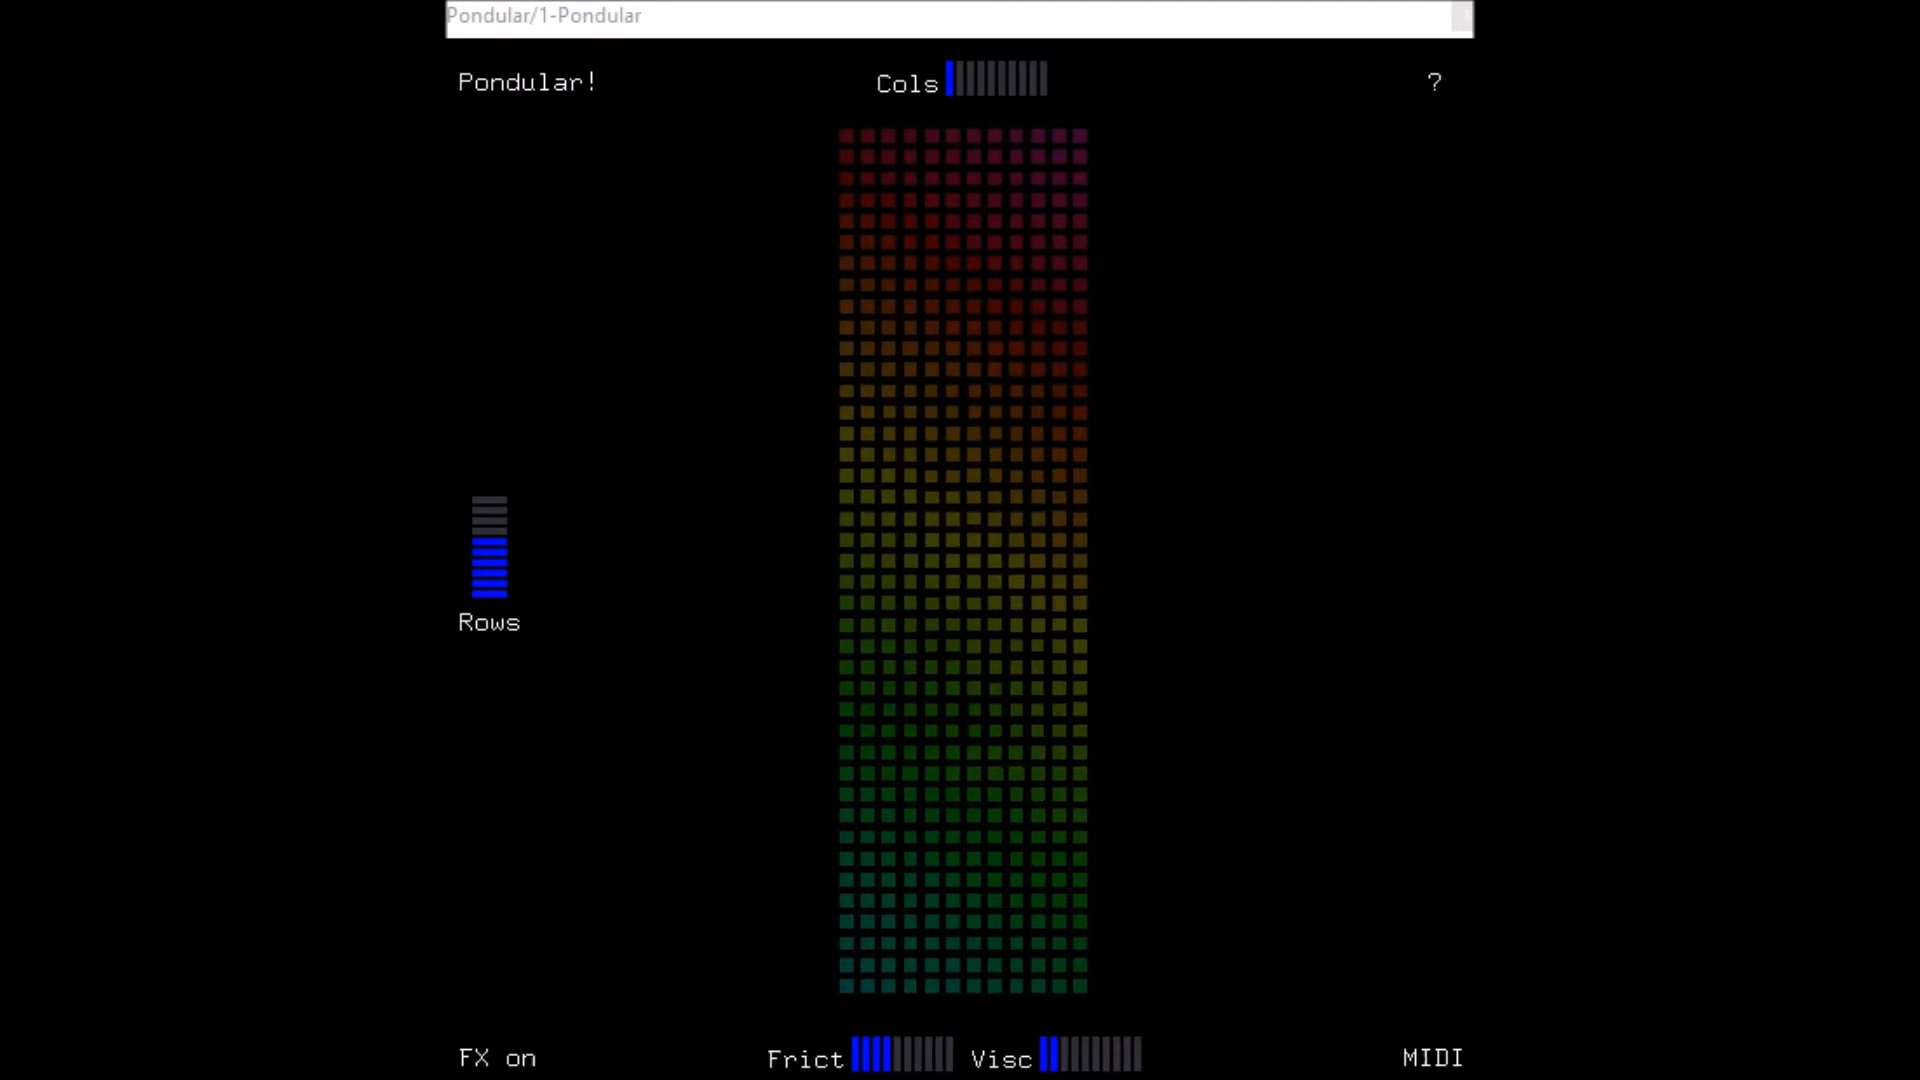 Pondular/1-Pondular
Pondular!
Cols
?
Rows
FX on
Frict
Visc
MIDI